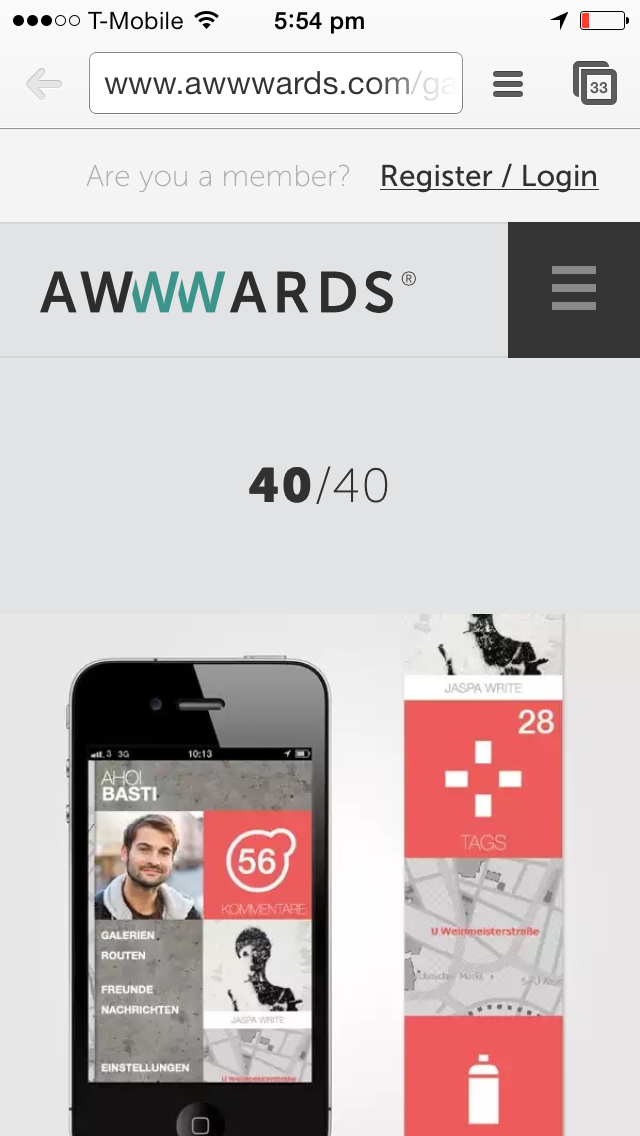 T-Mobile 5:54 pm
www.awwwards.com/ga
33
Are you a member? Register / Login
AWWWARDS®
40/40
JASPA WRITE
28
TAGS
U Weinmeisterstraße
3 3G 10:13
AHOI
BASTI
56
KOMMENTARE
GALERIEN
ROUTEN
FREUNDE
NACHRICHTEN
JASPA WRITE
EINSTELLUNGEN
U Weinmeisterstraße